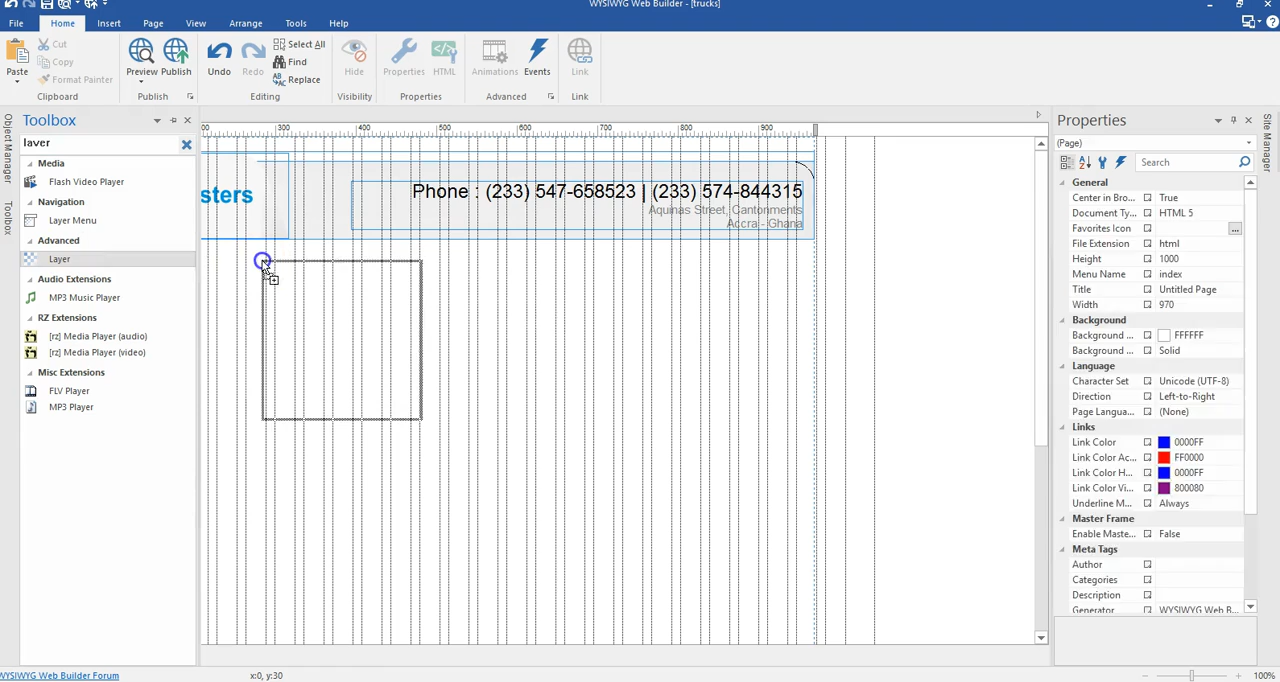 WYSIWYG Web Builder - [trucks]
File Home Insert Page View Arrange Tools Help
Paste
Cut
Copy
Format Painter
Clipboard
Preview Publish
Publish
Undo Redo
Select All
Find
Replace
Editing
Hide
Visibility
Properties HTML
Properties
Animations Events
Advanced
Link
Link
Object Manager
Toolbox
Toolbox
layer
Media
Flash Video Player
Navigation
Layer Menu
Advanced
Layer
Audio Extensions
MP3 Music Player
RZ Extensions
[rz] Media Player (audio)
[rz] Media Player (video)
Misc Extensions
FLV Player
MP3 Player
00 300 400 500 600 700 800 900
sters
Phone : (233) 547-658523 | (233) 574-844315
Aquinas Street, Cantonments
Accra - Ghana
Properties
(Page)
Search
General
Center in Bro... True
Document Ty... HTML 5
Favorites Icon ...
File Extension html
Height 1000
Menu Name index
Title Untitled Page
Width 970
Background
Background ... FFFFFF
Background ... Solid
Language
Character Set Unicode (UTF-8)
Direction Left-to-Right
Page Langua... (None)
Links
Link Color 0000FF
Link Color Ac... FF0000
Link Color H... 0000FF
Link Color Vi... 800080
Underline M... Always
Master Frame
Enable Maste... False
Meta Tags
Author
Categories
Description
Generator WYSIWYG Web B...
Site Manager
WYSIWYG Web Builder Forum
x:0, y:30
100%